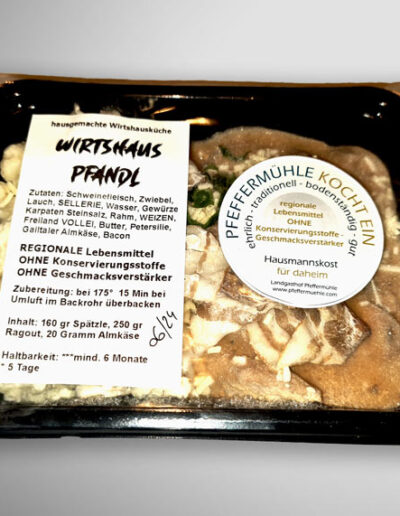 hausgemachte Wirtshausküche
WIRTSHAUS
PFANDL
Zutaten: Schweinefleisch, Zwiebel,
Lauch, SELLERIE, Wasser, Gewürze
Karpaten Steinsalz, Rahm, WEIZEN,
Freiland VOLLEI, Butter, Petersilie,
Gailtaler Almkäse, Bacon
REGIONALE Lebensmittel
OHNE Konservierungsstoffe
OHNE Geschmacksverstärker
Zubereitung: bei 175° 15 Min bei
Umluft im Backrohr überbacken
Inhalt: 160 gr Spätzle, 250 gr
Ragout, 20 Gramm Almkäse
06/24
Haltbarkeit: ***mind. 6 Monate
* 5 Tage
PFEFFERMÜHLE KOCHT EIN
ehrlich - traditionell - bodenständig - gut
regionale
Lebensmittel
OHNE
Konservierungsstoffe
Geschmacksverstärker
Hausmannskost
für daheim
Landgasthof Pfeffermühle
www.pfeffermuehle.com